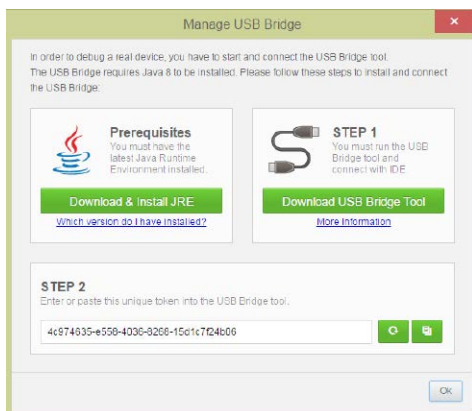 Manage USB Bridge
In order to debug a real device, you have to start and connect the USB Bridge tool.
The USB Bridge requires Java 8 to be installed. Please follow these steps to install and connect
the USB Bridge:
Prerequisites
You must have the
latest Java Runtime
Environment installed.
Download & Install JRE
Which version do I have installed?
STEP 1
You must run the USB
Bridge tool and
connect with IDE
Download USB Bridge Tool
More Information
STEP 2
Enter or paste this unique token into the USB Bridge tool.
4c974635-e558-4036-8268-15d1c7f24b06
Ok